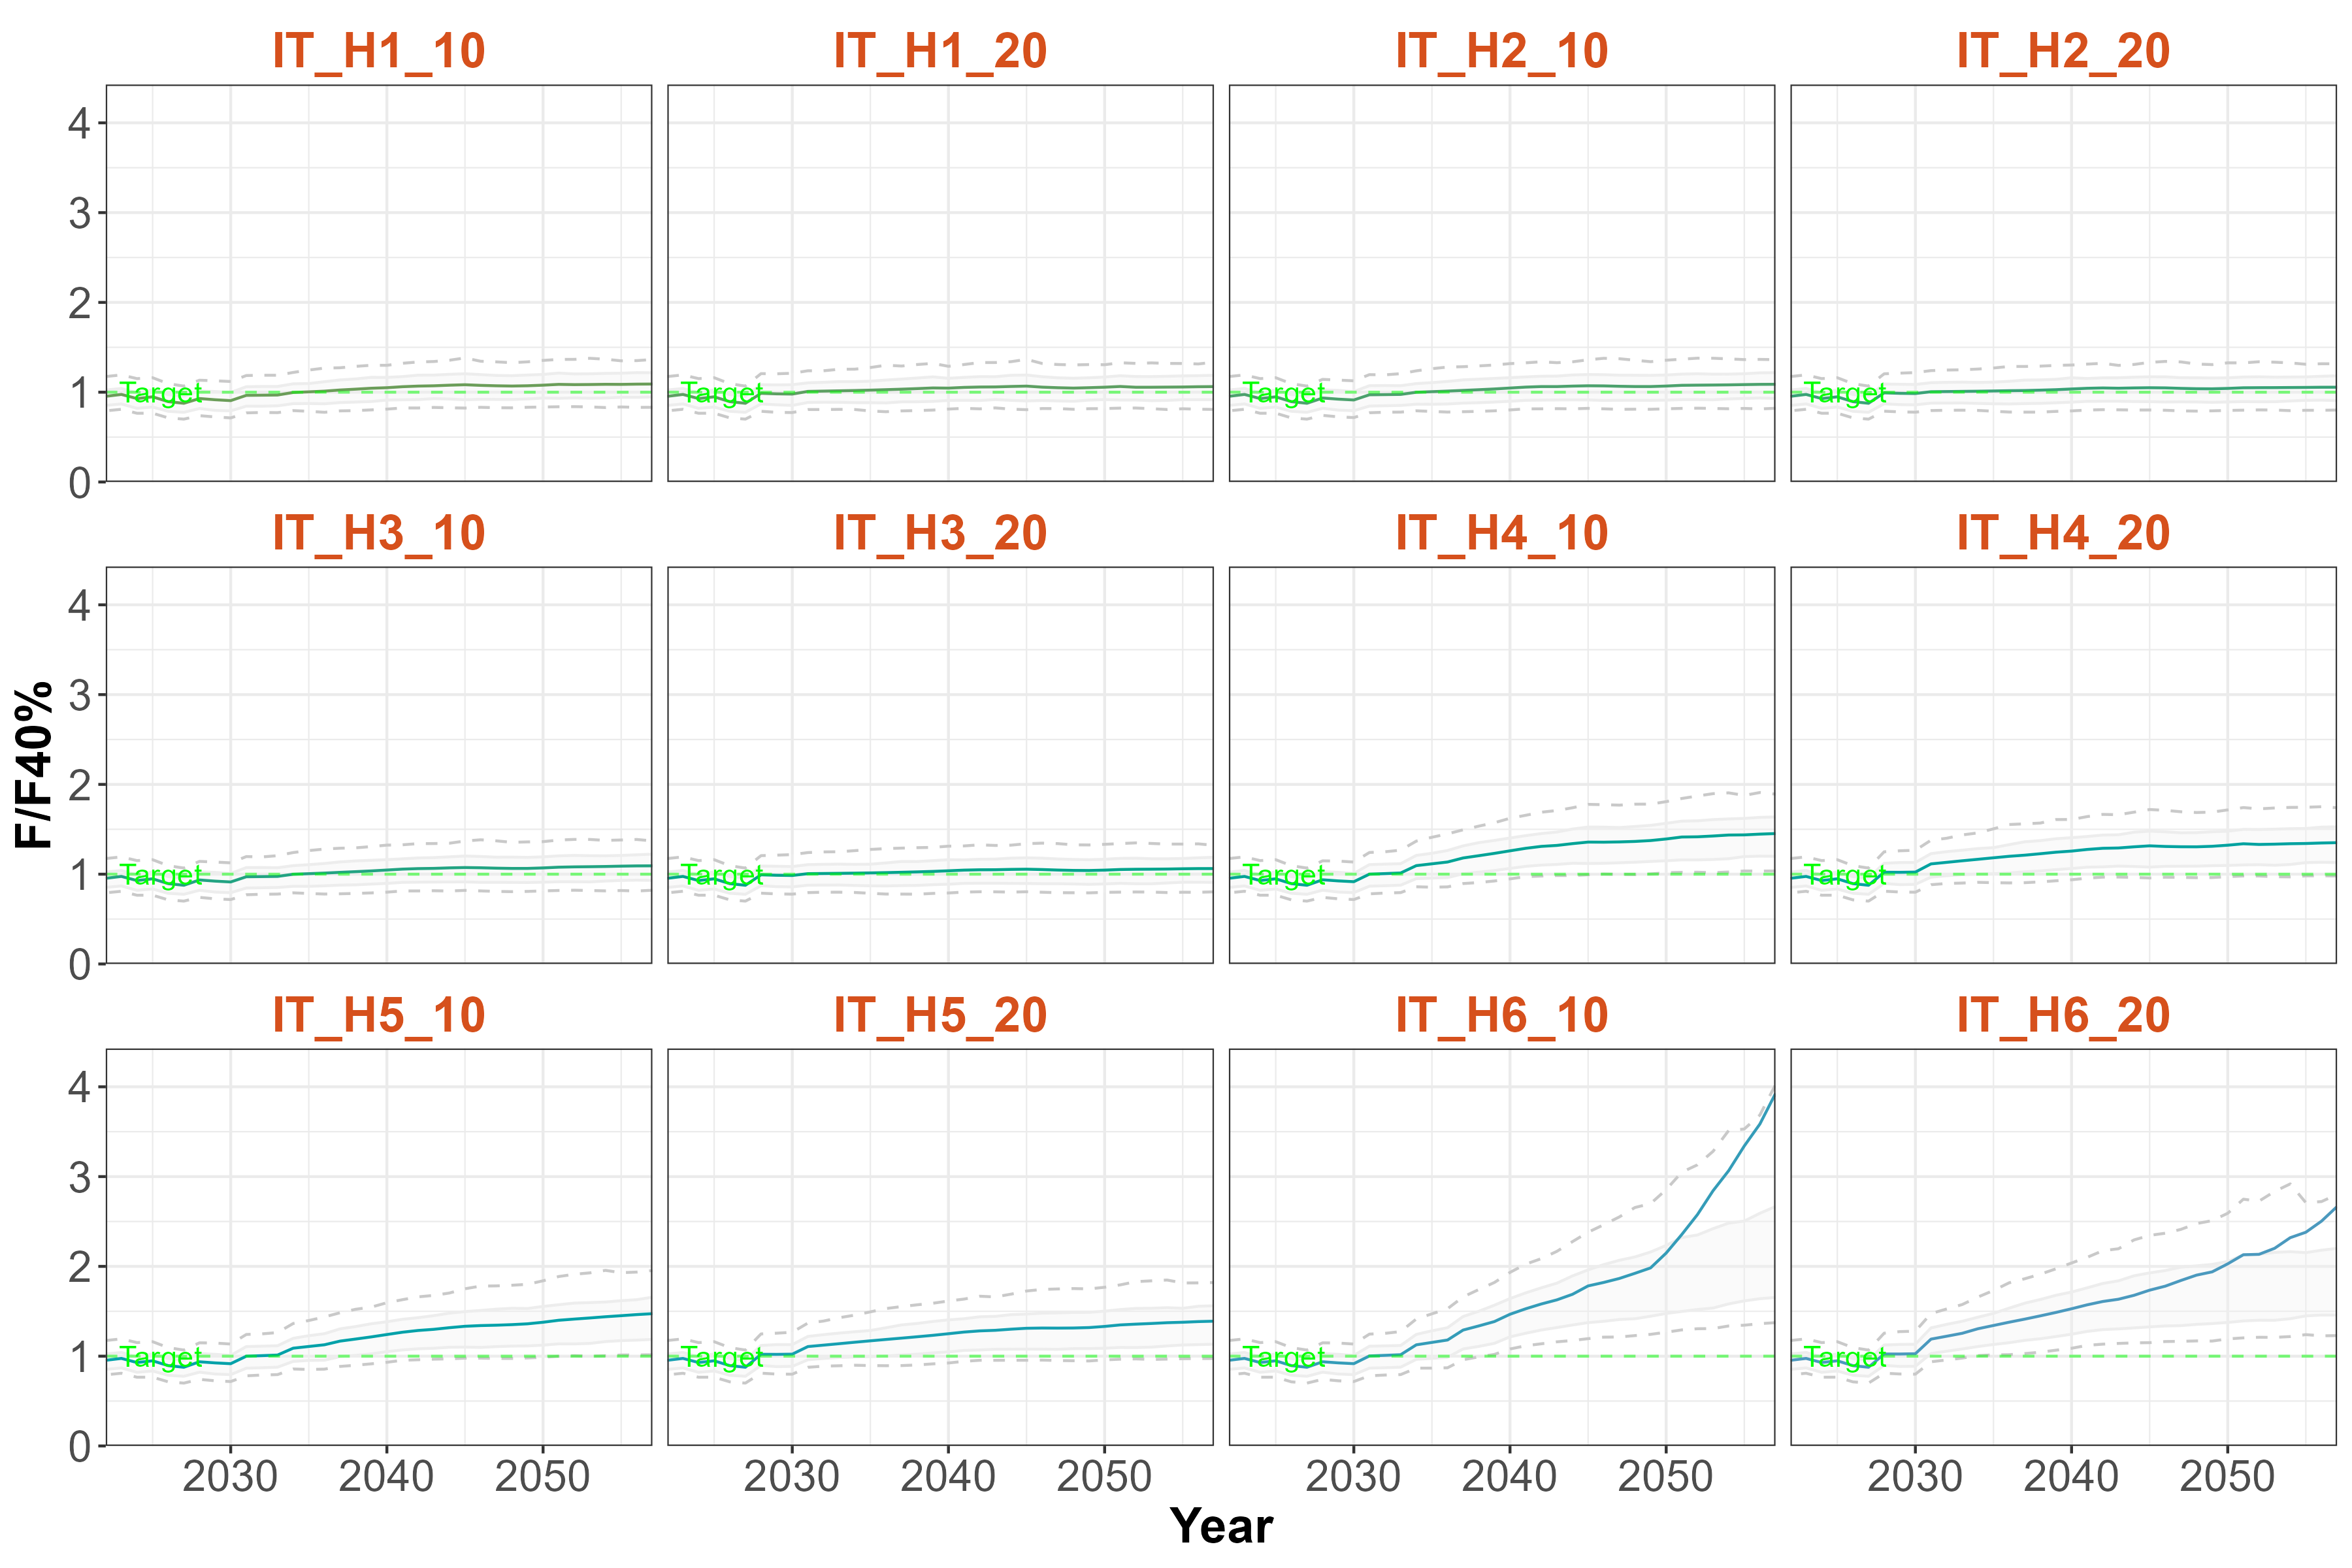 IT_H1_10 IT_H1_20 IT_H2_10 IT_H2_20
4
3
2
1
0
Target Target Target Target
IT_H3_10 IT_H3_20 IT_H4_10 IT_H4_20
4
3
2
1
0
Target Target Target Target
F/F40%
IT_H5_10 IT_H5_20 IT_H6_10 IT_H6_20
4
3
2
1
0
Target Target Target Target
2030 2040 2050 2030 2040 2050 2030 2040 2050 2030 2040 2050
Year